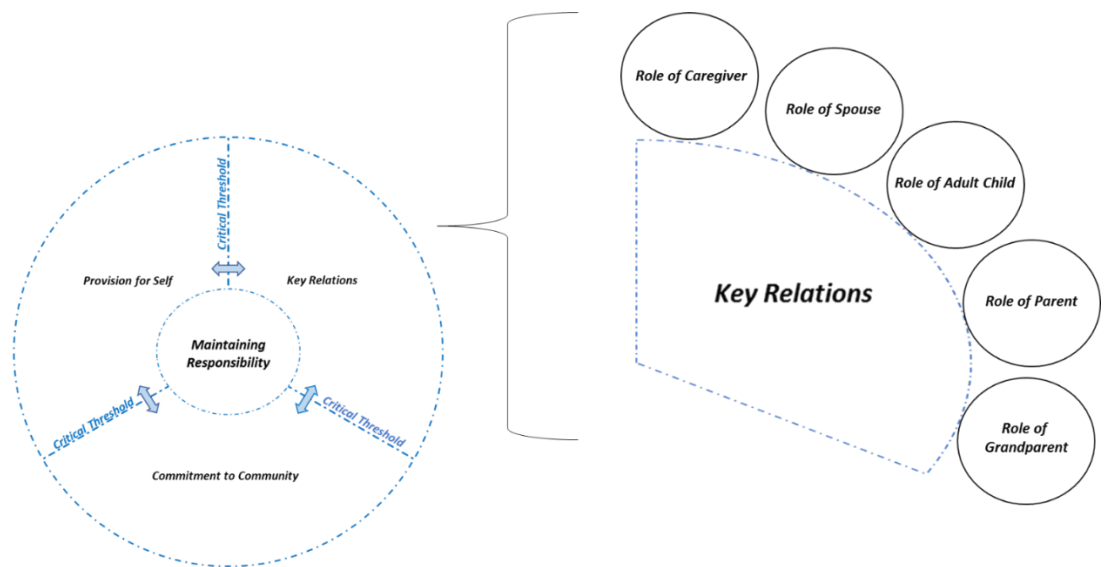 Critical Threshold
Provision for Self
Key Relations
Maintaining
Responsibility
Critical Threshold
Critical Threshold
Commitment to Community
Role of Caregiver
Role of Spouse
Role of Adult Child
Key Relations
Role of Parent
Role of
Grandparent